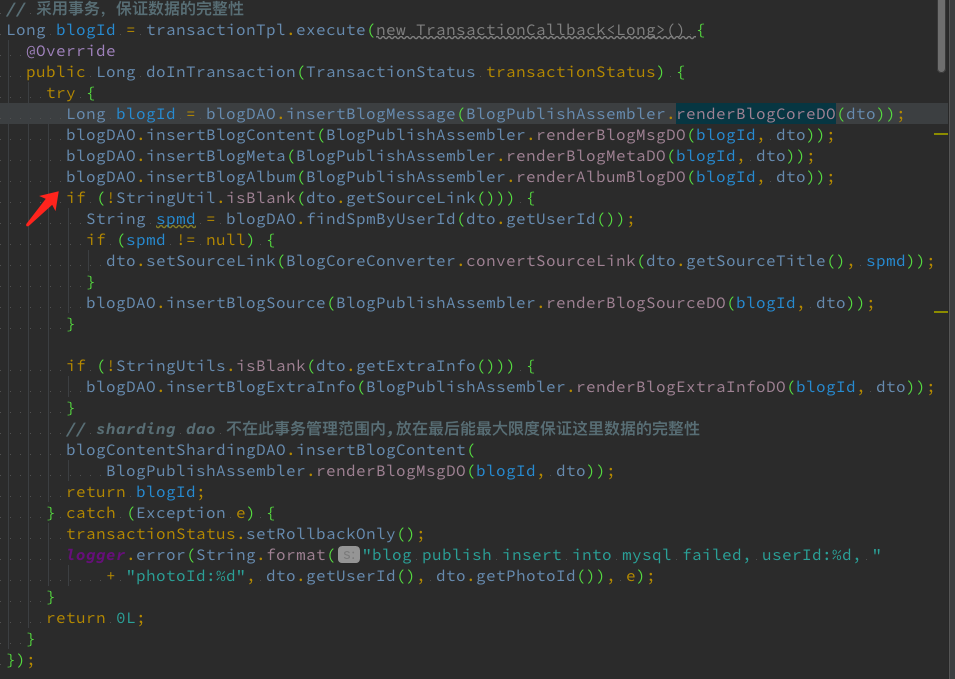 // 采用事务，保证数据的完整性
Long blogId = transactionTpl.execute(new TransactionCallback<Long>() {
@Override
public Long doInTransaction(TransactionStatus transactionStatus) {
try {
Long blogId = blogDAO.insertBlogMessage(BlogPublishAssembler.renderBlogCoreDO(dto));
blogDAO.insertBlogContent(BlogPublishAssembler.renderBlogMsgDO(blogId, dto));
blogDAO.insertBlogMeta(BlogPublishAssembler.renderBlogMetaDO(blogId, dto));
blogDAO.insertBlogAlbum(BlogPublishAssembler.renderAlbumBlogDO(blogId, dto));
if (!StringUtil.isBlank(dto.getSourceLink())) {
String spmd = blogDAO.findSpmByUserId(dto.getUserId());
if (spmd != null) {
dto.setSourceLink(BlogCoreConverter.convertSourceLink(dto.getSourceTitle(), spmd));
}
blogDAO.insertBlogSource(BlogPublishAssembler.renderBlogSourceDO(blogId, dto));
}
if (!StringUtils.isBlank(dto.getExtraInfo())) {
blogDAO.insertBlogExtraInfo(BlogPublishAssembler.renderBlogExtraInfoDO(blogId, dto));
}
// sharding dao 不在此事务管理范围内,放在最后能最大限度保证这里数据的完整性
blogContentShardingDAO.insertBlogContent(
BlogPublishAssembler.renderBlogMsgDO(blogId, dto));
return blogId;
} catch (Exception e) {
transactionStatus.setRollbackOnly();
logger.error(String.format( s: "blog publish insert into mysql failed, userId:%d, "
+ "photoId:%d", dto.getUserId(), dto.getPhotoId()), e);
}
return 0L;
}
});